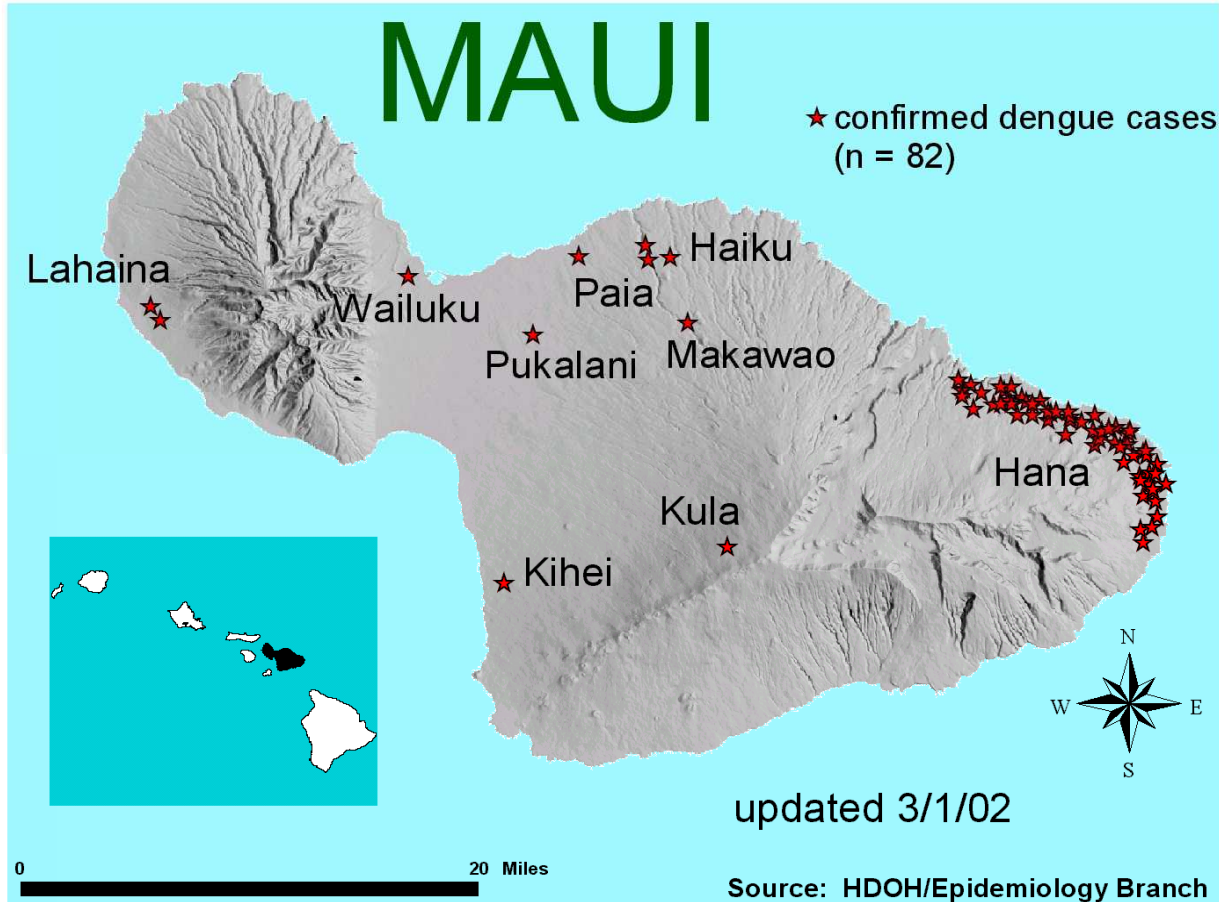 MAUI
confirmed dengue cases
(n = 82)
Haiku
Lahaina
Paia
Wailuku
Makawao
Pukalani
Hana
Kula
Kihei
N
W
E
S
updated 3/1/02
0
20 Miles
Source: HDOH/Epidemiology Branch